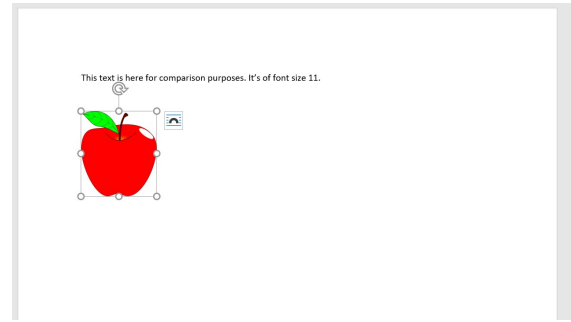 This text is here for comparison purposes. It’s of font size 11.